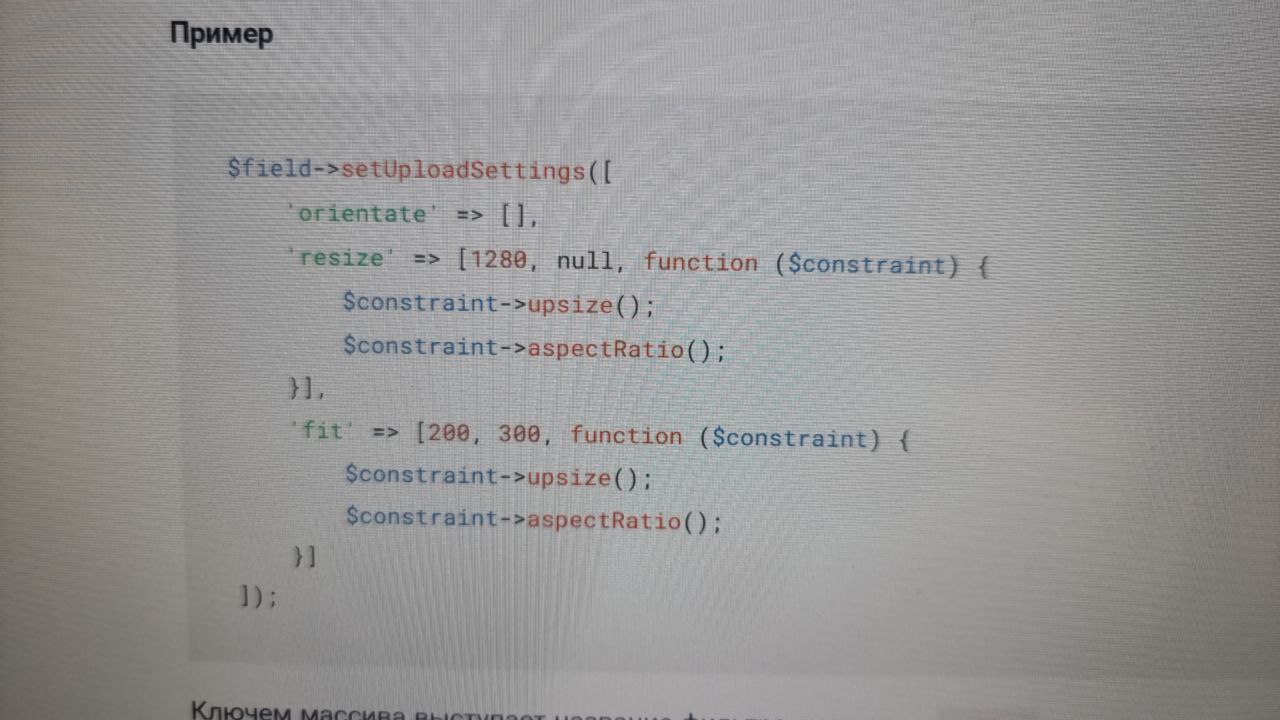 Пример
$field->setUploadSettings([
    'orientate' => [],
    'resize' => [1280, null, function ($constraint) {
        $constraint->upsize();
        $constraint->aspectRatio();
    }],
    'fit' => [200, 300, function ($constraint) {
        $constraint->upsize();
        $constraint->aspectRatio();
    }]
]);
Ключем массива выступает название